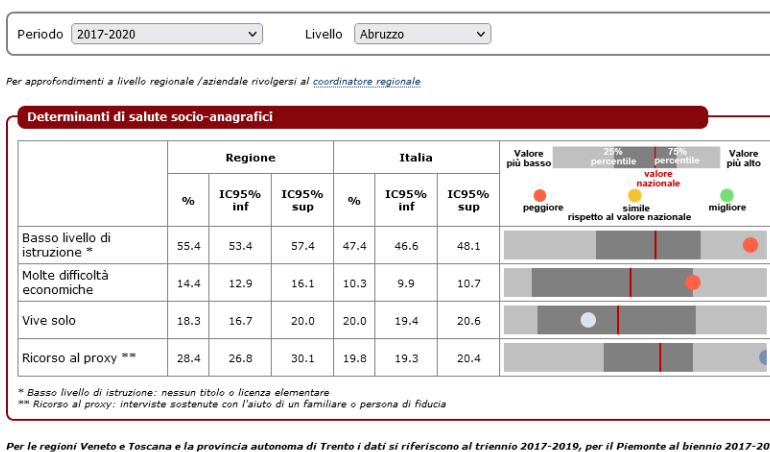 Periodo 2017-2020 Livello Abruzzo
Per approfondimenti a livello regionale /aziendale rivolgersi al coordinatore regionale
Determinanti di salute socio-anagrafici
Regione Italia
% IC95% inf IC95% sup % IC95% inf IC95% sup
Valore più basso 25% percentile 75% percentile Valore più alto
valore nazionale
peggiore simile migliore
rispetto al valore nazionale
Basso livello di istruzione * 55.4 53.4 57.4 47.4 46.6 48.1
Molte difficoltà economiche 14.4 12.9 16.1 10.3 9.9 10.7
Vive solo 18.3 16.7 20.0 20.0 19.4 20.6
Ricorso al proxy ** 28.4 26.8 30.1 19.8 19.3 20.4
* Basso livello di istruzione: nessun titolo o licenza elementare
** Ricorso al proxy: interviste sostenute con l'aiuto di un familiare o persona di fiducia
Per le regioni Veneto e Toscana e la provincia autonoma di Trento i dati si riferiscono al triennio 2017-2019, per il Piemonte al biennio 2017-20